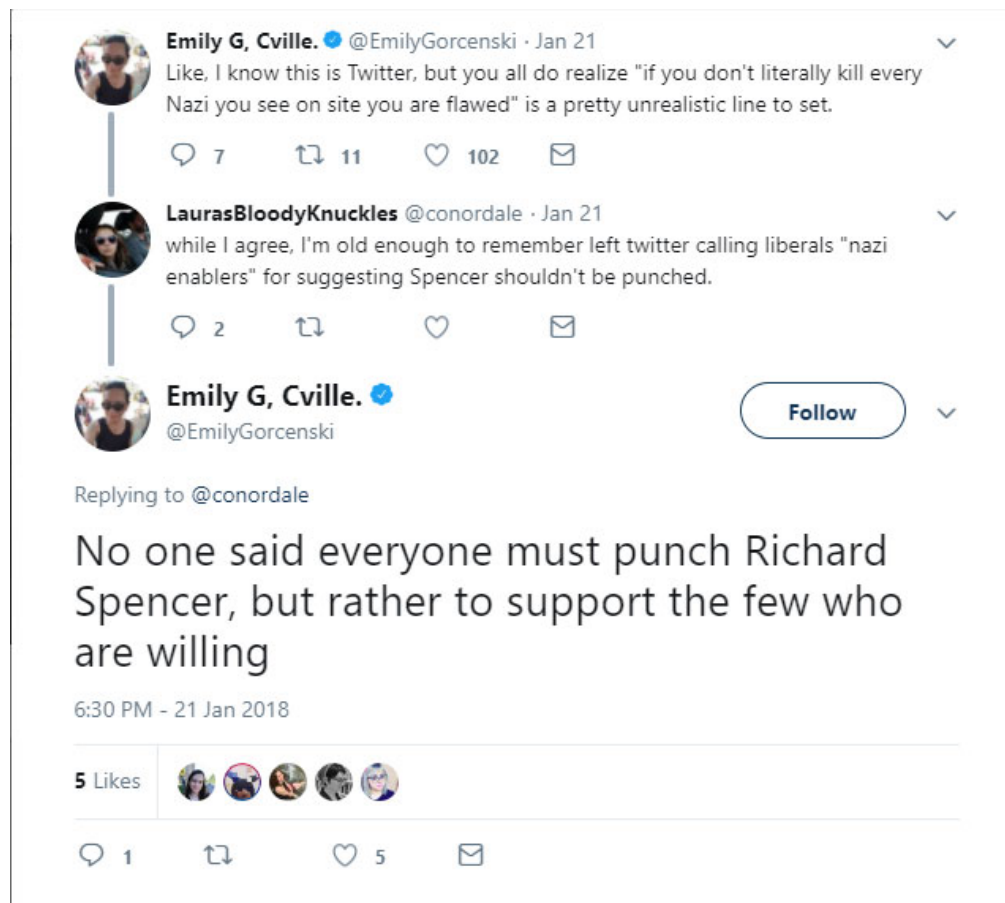 Emily G, Cville. @EmilyGorcenski · Jan 21
Like, I know this is Twitter, but you all do realize "if you don't literally kill every
Nazi you see on site you are flawed" is a pretty unrealistic line to set.
7 11 102
LaurasBloodyKnuckles @conordale · Jan 21
while I agree, I'm old enough to remember left twitter calling liberals "nazi
enablers" for suggesting Spencer shouldn't be punched.
2
Emily G, Cville.
@EmilyGorcenski
Follow
Replying to @conordale
No one said everyone must punch Richard
Spencer, but rather to support the few who
are willing
6:30 PM - 21 Jan 2018
5 Likes
1 5